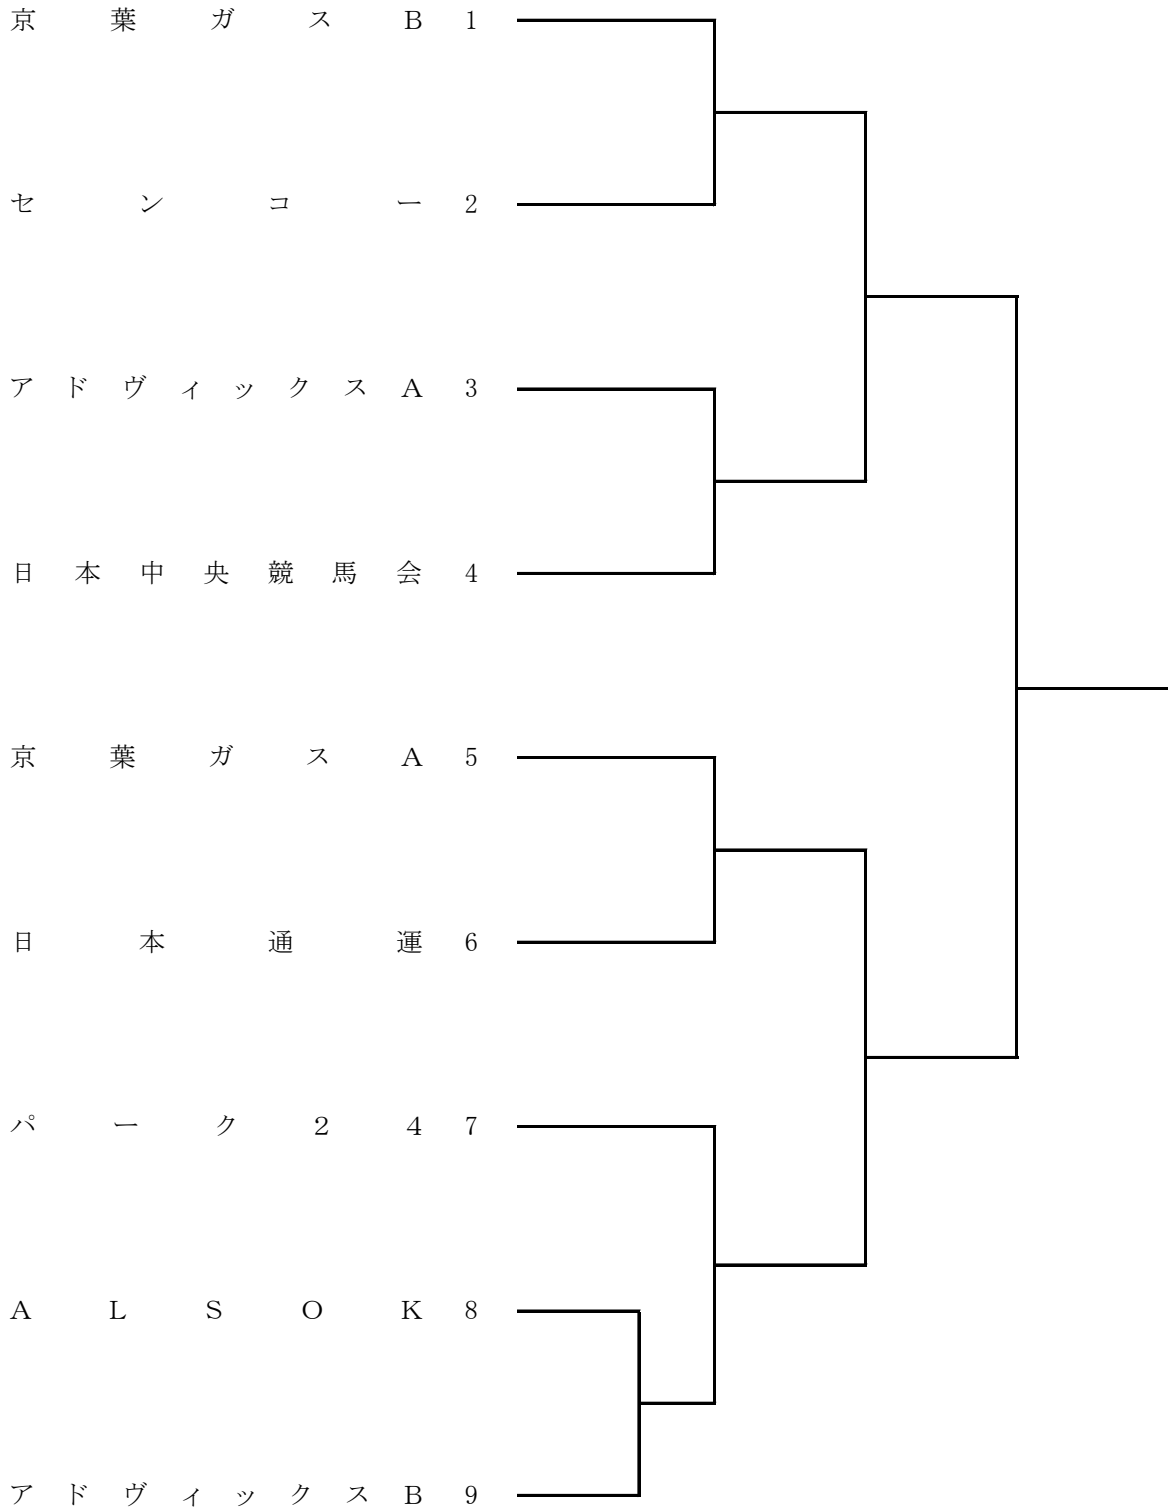 京葉ガスB 1
センコー 2
アドヴィックスA 3
日本中央競馬会 4
京葉ガスA 5
日本通運 6
パーク24 7
ALSOK 8
アドヴィックスB 9